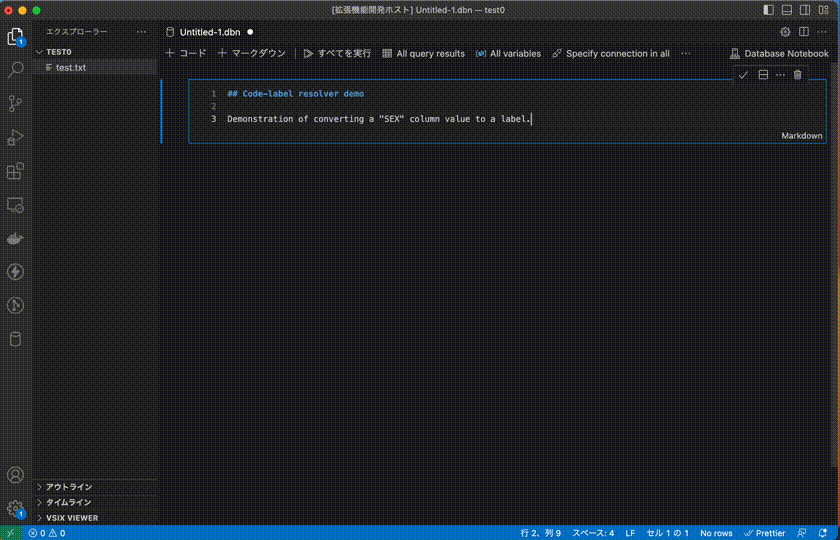 [拡張機能開発ホスト] Untitled-1.dbn — test0
エクスプローラー
TEST0
test.txt
Untitled-1.dbn
コード マークダウン すべてを実行 All query results All variables Specify connection in all Database Notebook
1 ## Code-label resolver demo
2
3 Demonstration of converting a "SEX" column value to a label.
Markdown
アウトライン
タイムライン
VSIX VIEWER
1
1
0 0 行 2、列 9 スペース: 4 LF セル 1 の 1 No rows Prettier